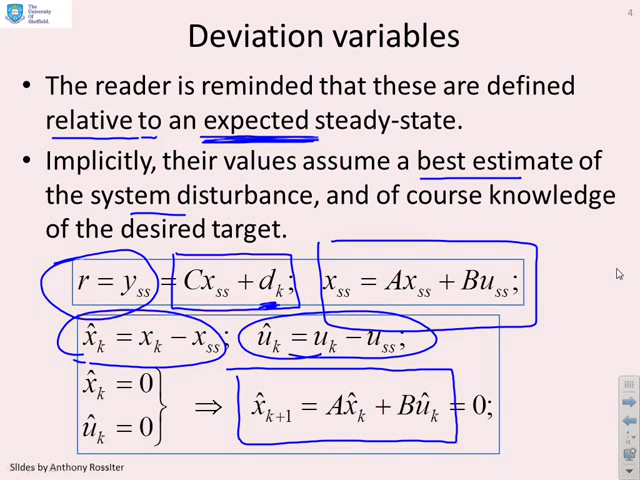 The
University
Of
Sheffield.
4
Deviation variables
• The reader is reminded that these are defined
relative to an expected steady-state.
• Implicitly, their values assume a best estimate of
the system disturbance, and of course knowledge
of the desired target.
r = y_ss = Cx_ss + d_k; x_ss = Ax_ss + Bu_ss;
x̂_k = x_k − x_ss; û_k = u_k − u_ss;
x̂_k = 0
û_k = 0 } ⇒ x̂_{k+1} = Ax̂_k + Bû_k = 0;
Slides by Anthony Rossiter